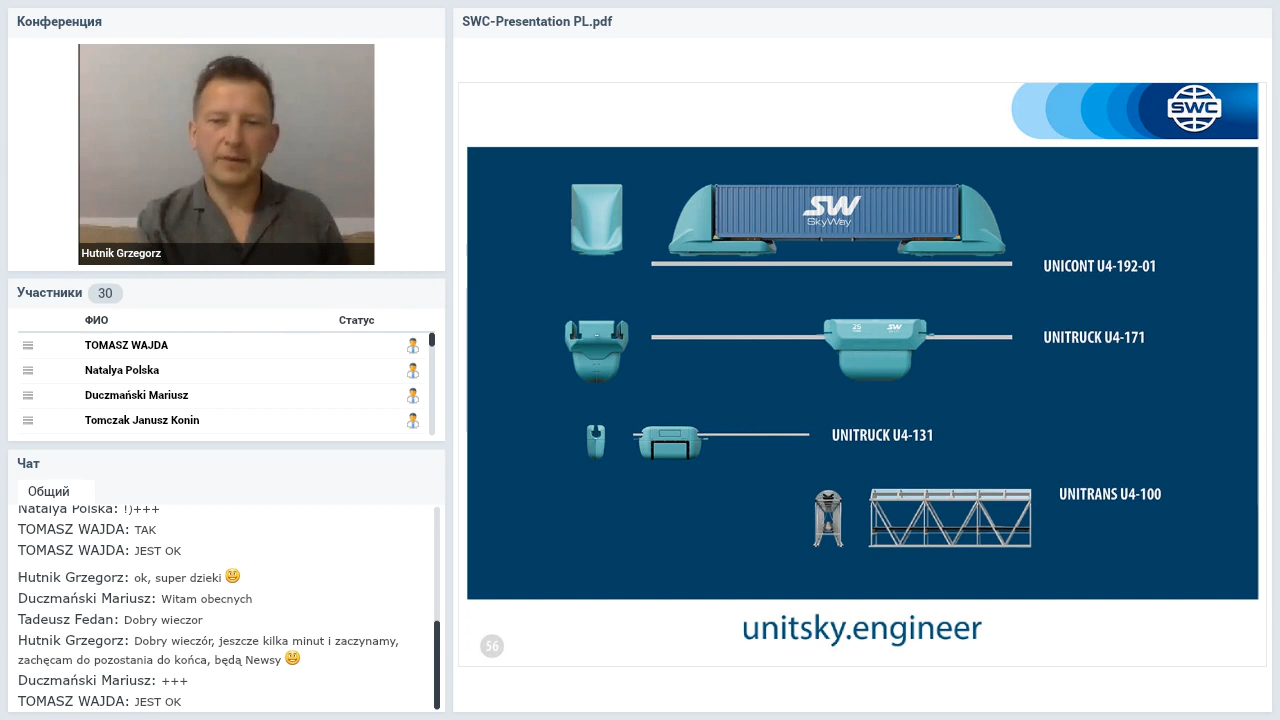 Конференция
Hutnik Grzegorz
Участники 30
ФИО Статус
TOMASZ WAJDA
Natalya Polska
Duczmański Mariusz
Tomczak Janusz Konin
Чат
Общий
Natalya Polska: !)+++
TOMASZ WAJDA: TAK
TOMASZ WAJDA: JEST OK
Hutnik Grzegorz: ok, super dzieki
Duczmański Mariusz: Witam obecnych
Tadeusz Fedan: Dobry wieczor
Hutnik Grzegorz: Dobry wieczór, jeszcze kilka minut i zaczynamy,
zachęcam do pozostania do końca, będą Newsy
Duczmański Mariusz: +++
TOMASZ WAJDA: JEST OK
SWC-Presentation PL.pdf
SWC
SW
SkyWay
UNICONT U4-192-01
25 SW
UNITRUCK U4-171
UNITRUCK U4-131
UNITRANS U4-100
unitsky.engineer
56